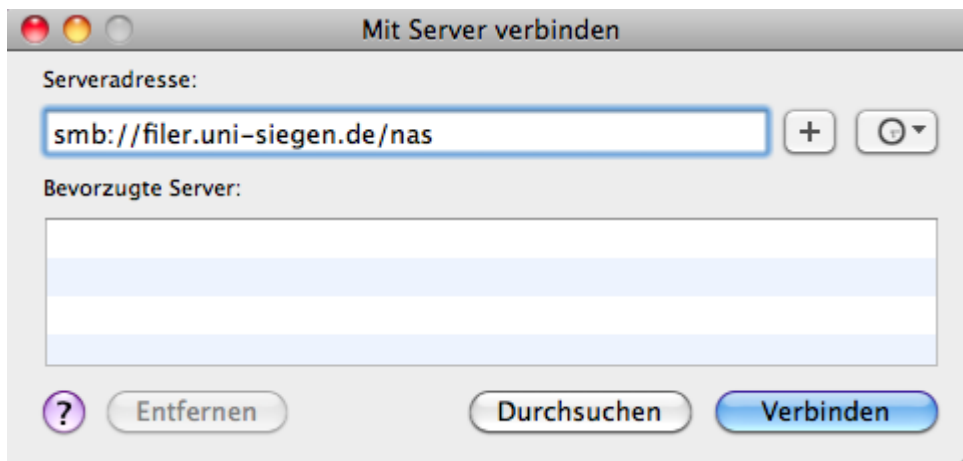 Mit Server verbinden
Serveradresse:
smb://filer.uni-siegen.de/nas
+
Bevorzugte Server:
? Entfernen Durchsuchen Verbinden